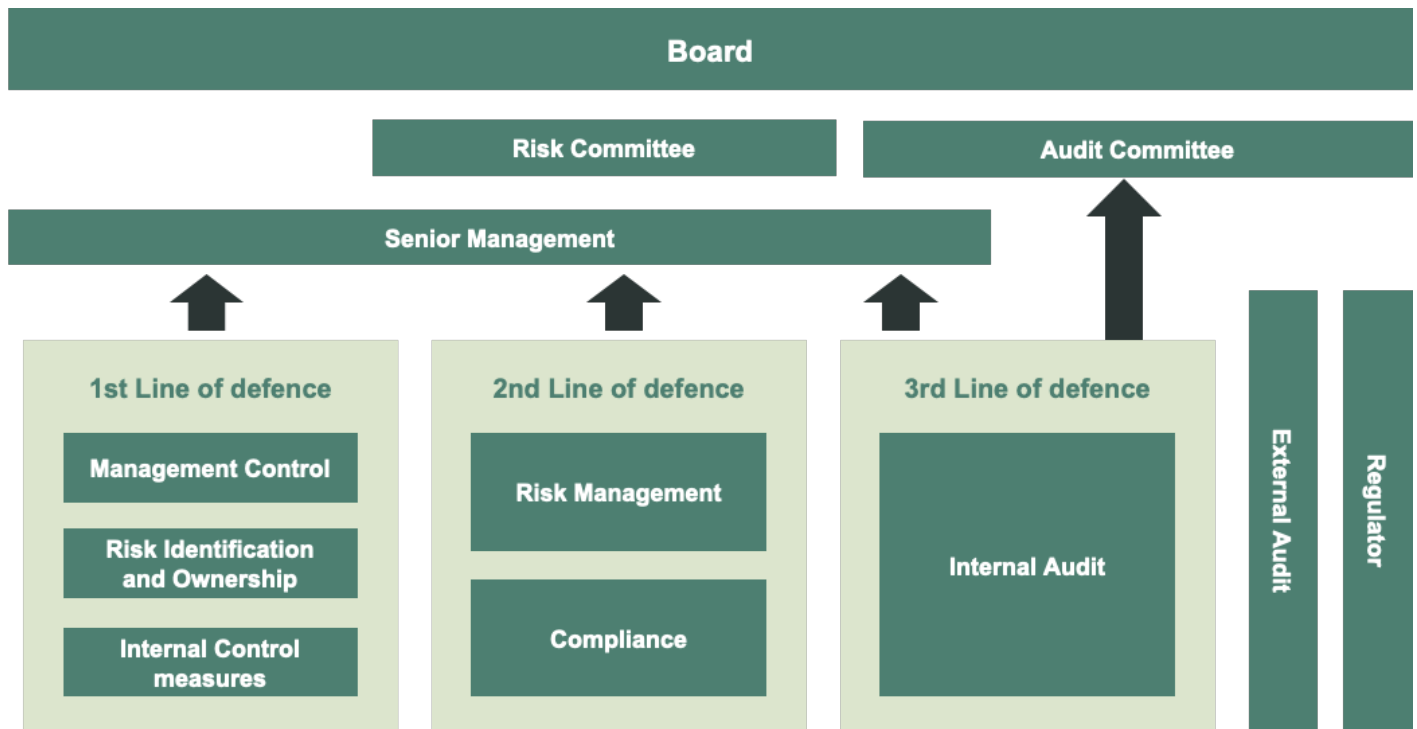 Board
Risk Committee
Audit Committee
Senior Management
1st Line of defence
Management Control
Risk Identification
and Ownership
Internal Control
measures
2nd Line of defence
Risk Management
Compliance
3rd Line of defence
Internal Audit
External Audit
Regulator